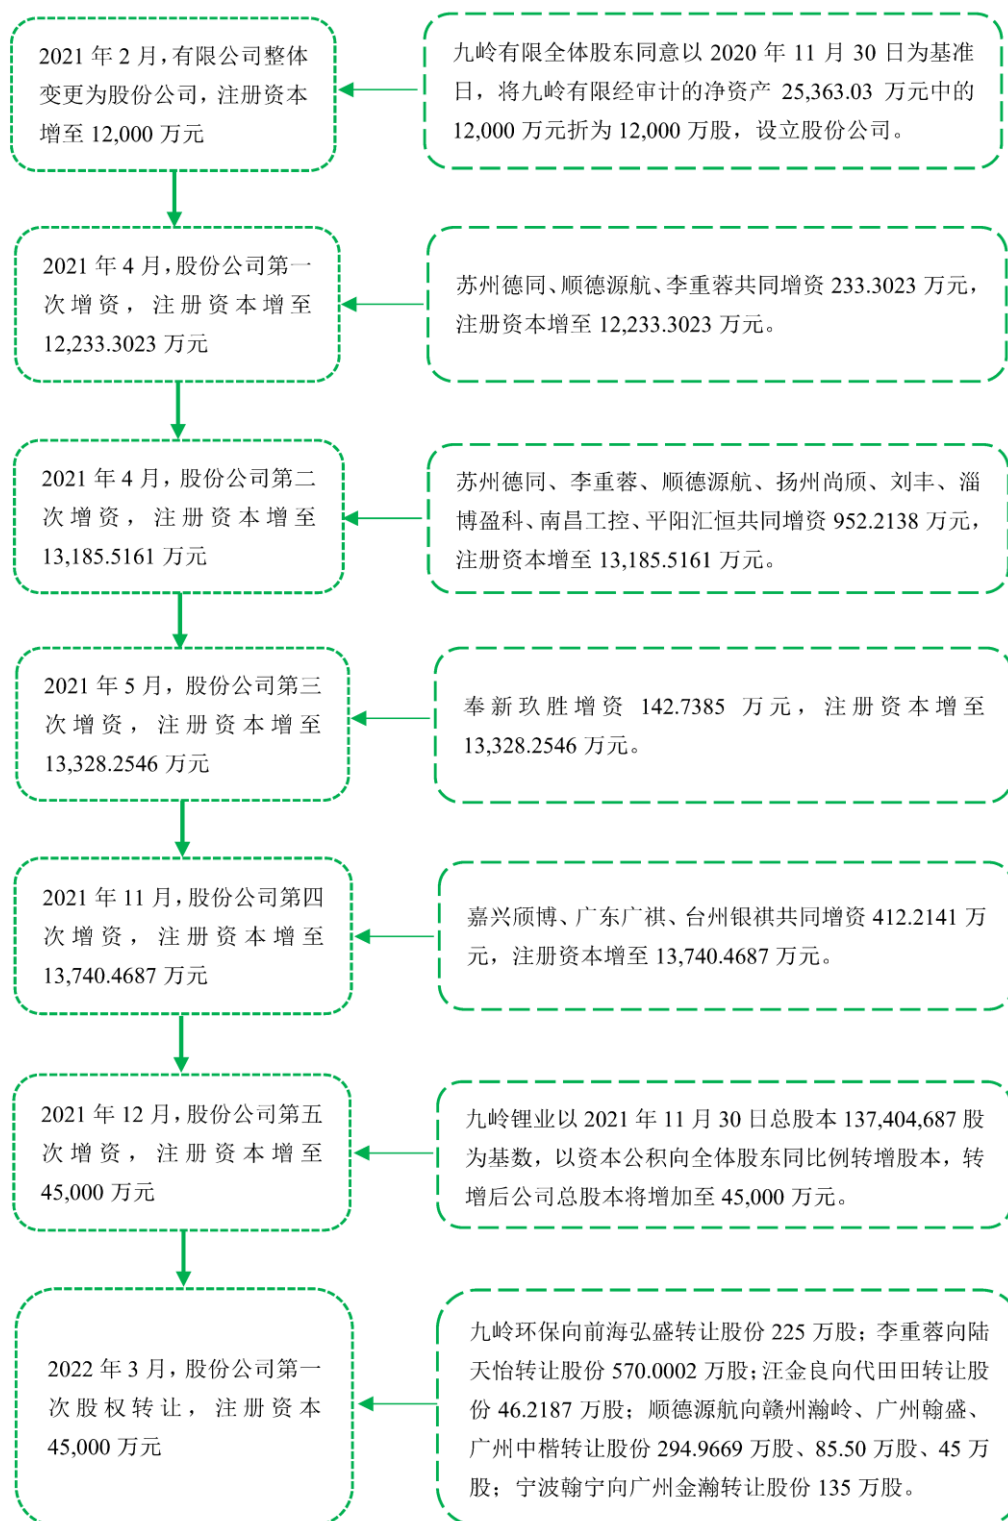 2021 年 2 月，有限公司整体
变更为股份公司，注册资本
增至 12,000 万元
九岭有限全体股东同意以 2020 年 11 月 30 日为基准
日，将九岭有限经审计的净资产 25,363.03 万元中的
12,000 万元折为 12,000 万股，设立股份公司。
2021 年 4 月，股份公司第一
次增资，注册资本增至
12,233.3023 万元
苏州德同、顺德源航、李重蓉共同增资 233.3023 万元，
注册资本增至 12,233.3023 万元。
2021 年 4 月，股份公司第二
次增资，注册资本增至
13,185.5161 万元
苏州德同、李重蓉、顺德源航、扬州尚颀、刘丰、淄
博盈科、南昌工控、平阳汇恒共同增资 952.2138 万元，
注册资本增至 13,185.5161 万元。
2021 年 5 月，股份公司第三
次增资，注册资本增至
13,328.2546 万元
奉新玖胜增资 142.7385 万元，注册资本增至
13,328.2546 万元。
2021 年 11 月，股份公司第四
次增资，注册资本增至
13,740.4687 万元
嘉兴颀博、广东广祺、台州银祺共同增资 412.2141 万
元，注册资本增至 13,740.4687 万元。
2021 年 12 月，股份公司第五
次增资，注册资本增至
45,000 万元
九岭锂业以 2021 年 11 月 30 日总股本 137,404,687 股
为基数，以资本公积向全体股东同比例转增股本，转
增后公司总股本将增加至 45,000 万元。
2022 年 3 月，股份公司第一
次股权转让，注册资本
45,000 万元
九岭环保向前海弘盛转让股份 225 万股；李重蓉向陆
天怡转让股份 570.0002 万股；汪金良向代田田转让股
份 46.2187 万股；顺德源航向赣州瀚岭、广州翰盛、
广州中楷转让股份 294.9669 万股、85.50 万股、45 万
股；宁波翰宁向广州金瀚转让股份 135 万股。